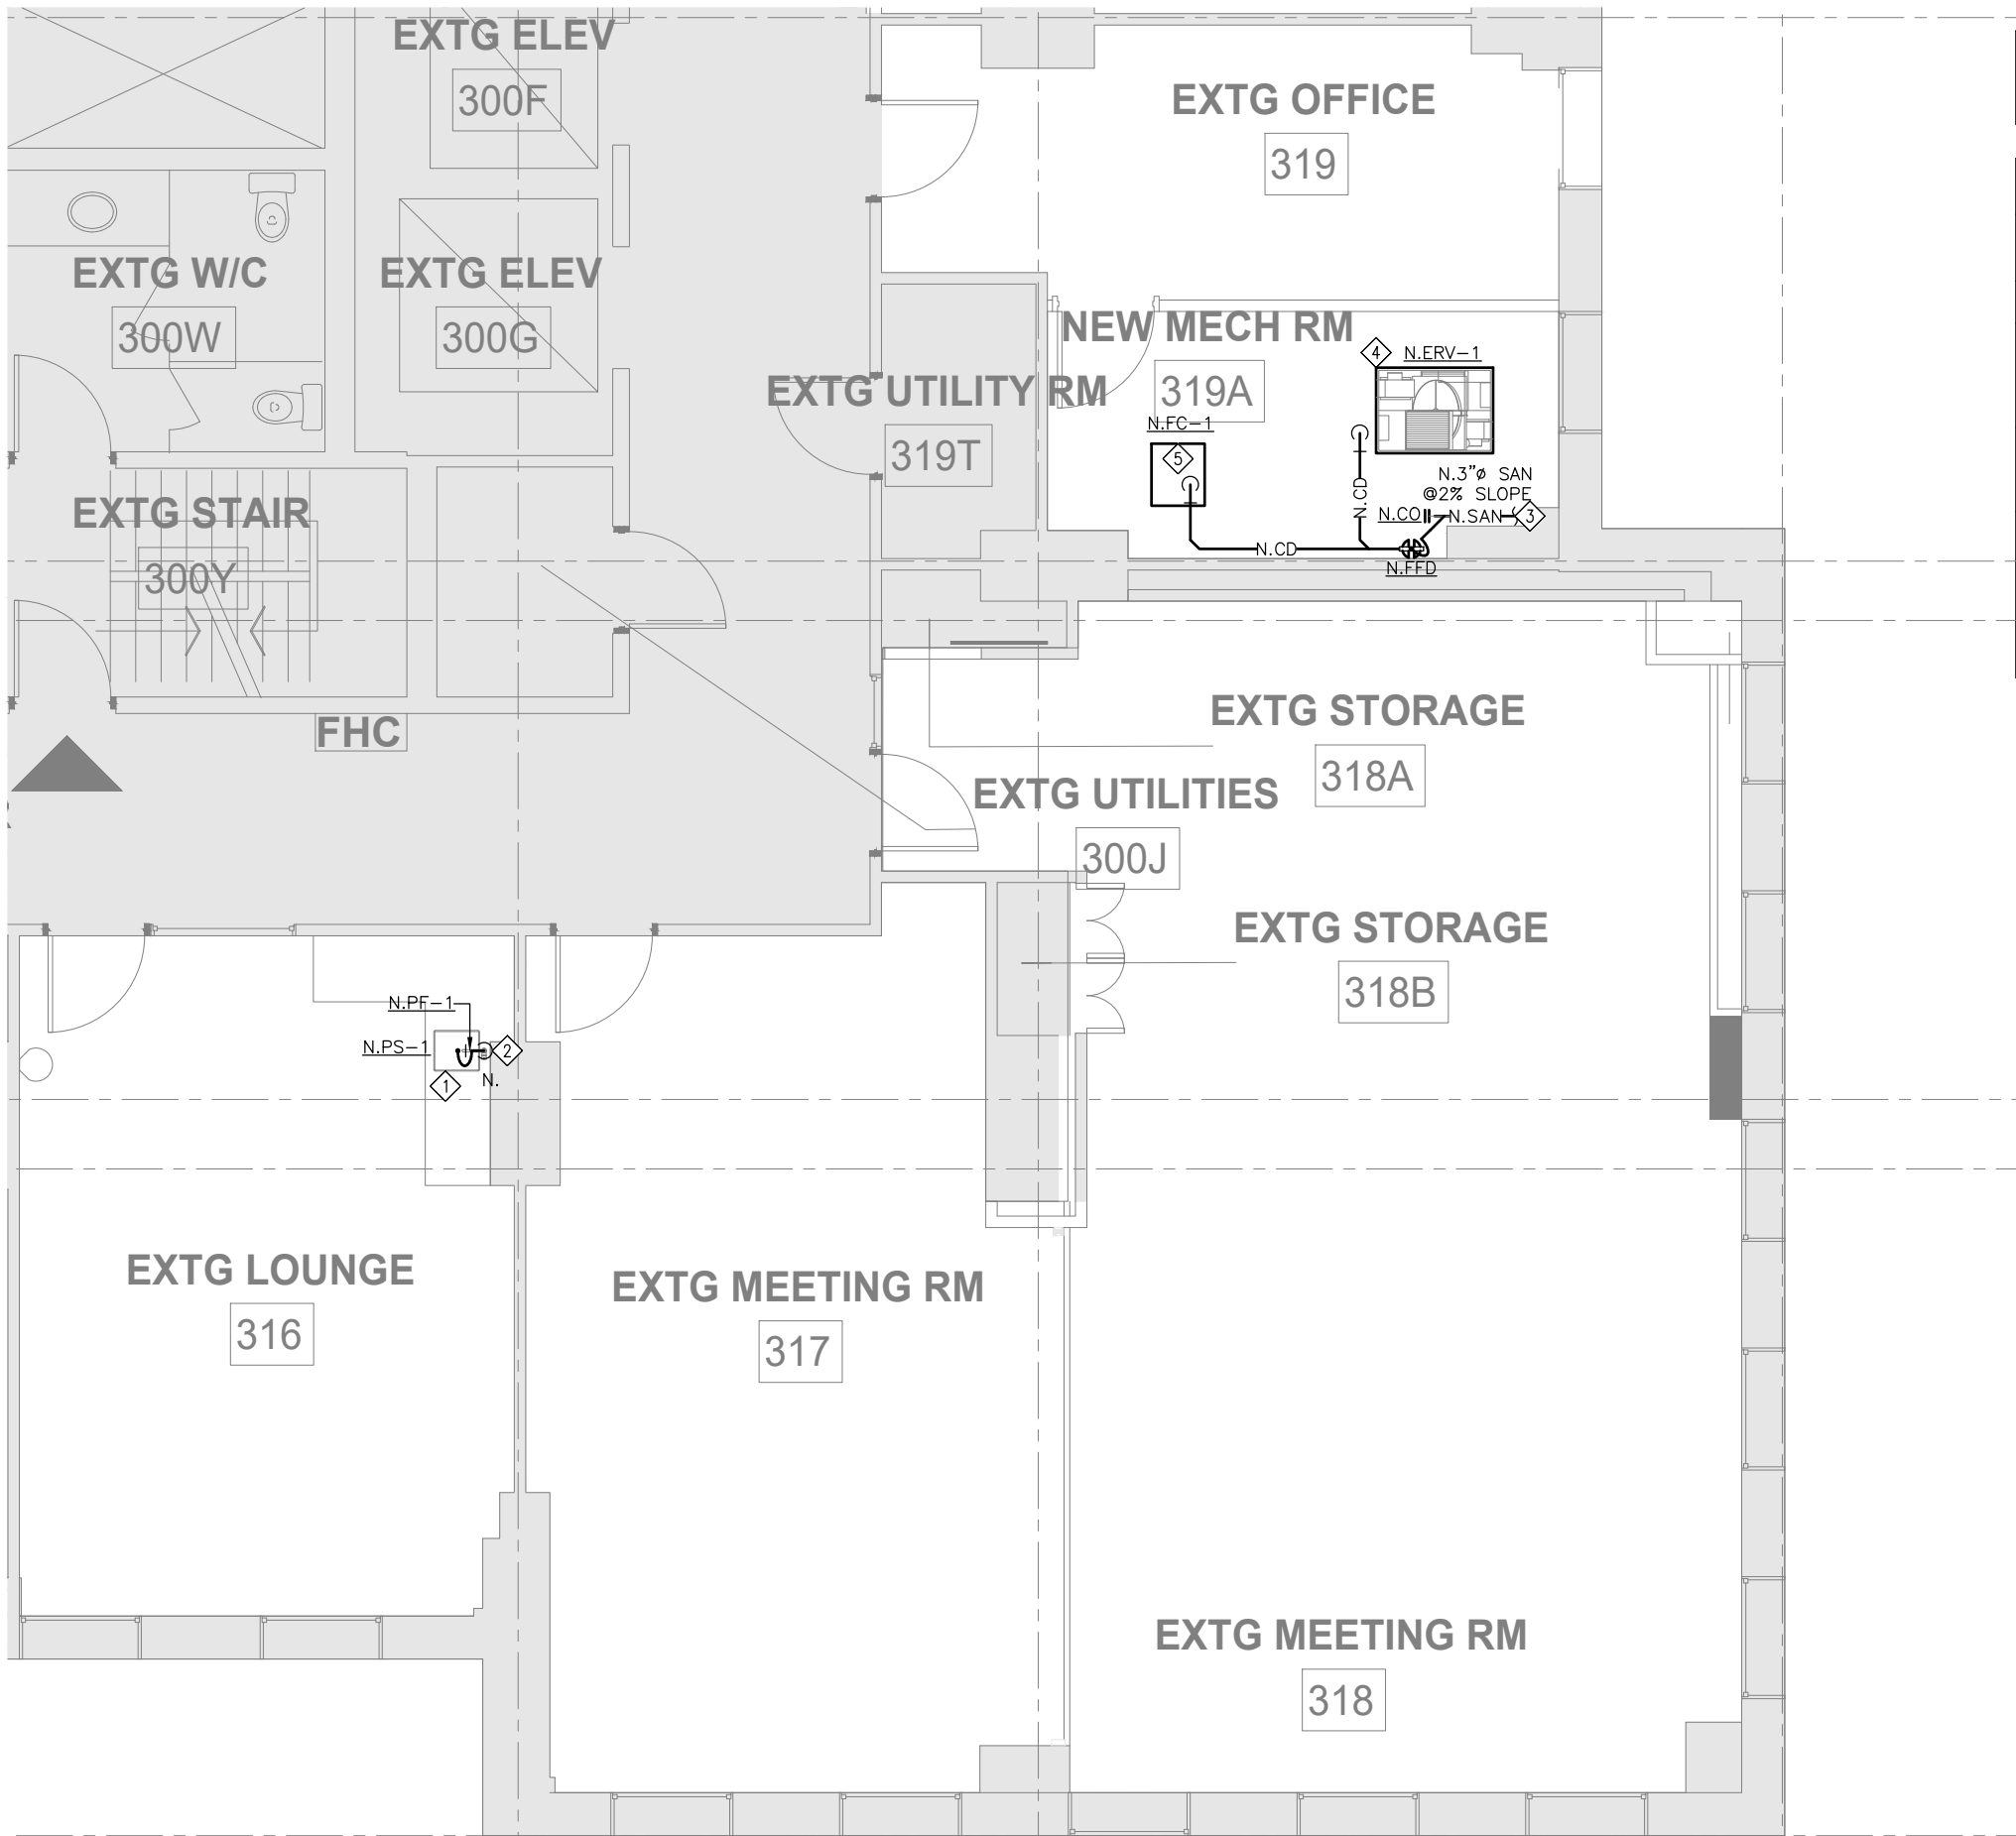 EXTG ELEV
300F
EXTG OFFICE
319
EXTG W/C
300W
EXTG ELEV
300G
NEW MECH RM
319A
4
N.ERV-1
EXTG UTILITY RM
319T
N.FC-1
5
N.3"ø SAN
@2% SLOPE
N.CD
N.CO
N.SAN
3
N.CD
N.FFD
EXTG STAIR
300Y
FHC
EXTG STORAGE
318A
EXTG UTILITIES
300J
EXTG STORAGE
318B
N.PF-1
N.PS-1
2
1
N.
EXTG LOUNGE
316
EXTG MEETING RM
317
EXTG MEETING RM
318